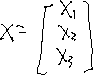 X = [ x₁
x₂
x₃ ]